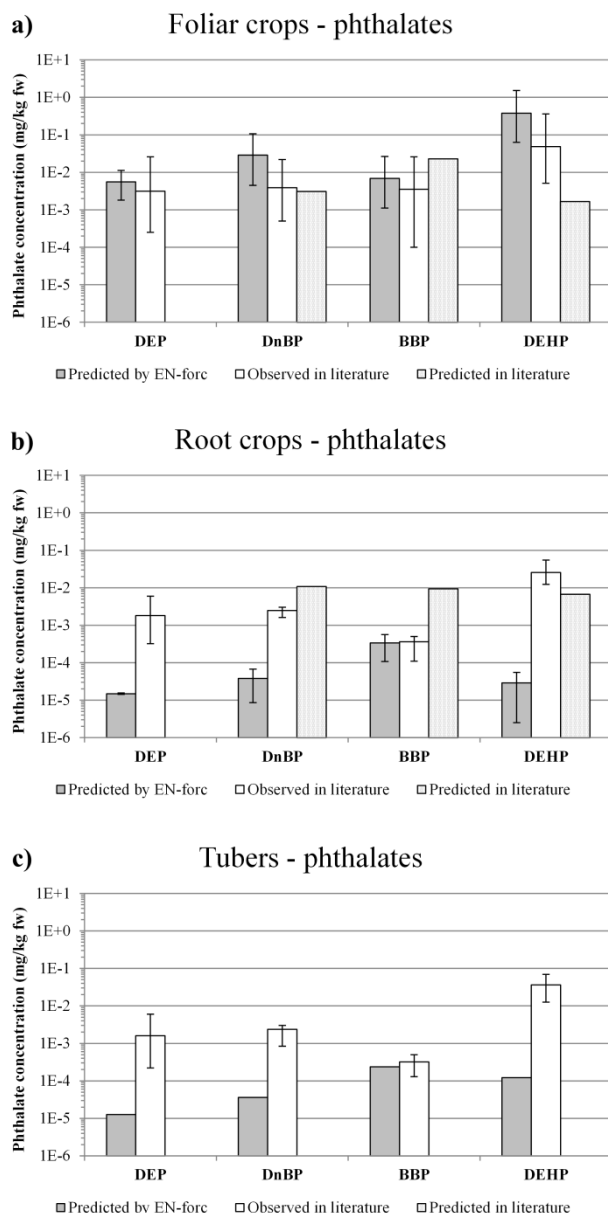 a)
Foliar crops - phthalates
Phthalate concentration (mg/kg fw)
1E+1
1E+0
1E-1
1E-2
1E-3
1E-4
1E-5
1E-6
DEP DnBP BBP DEHP
Predicted by EN-forc Observed in literature Predicted in literature
b)
Root crops - phthalates
Phthalate concentration (mg/kg fw)
1E+1
1E+0
1E-1
1E-2
1E-3
1E-4
1E-5
1E-6
DEP DnBP BBP DEHP
Predicted by EN-forc Observed in literature Predicted in literature
c)
Tubers - phthalates
Phthalate concentration (mg/kg fw)
1E+1
1E+0
1E-1
1E-2
1E-3
1E-4
1E-5
1E-6
DEP DnBP BBP DEHP
Predicted by EN-forc Observed in literature Predicted in literature